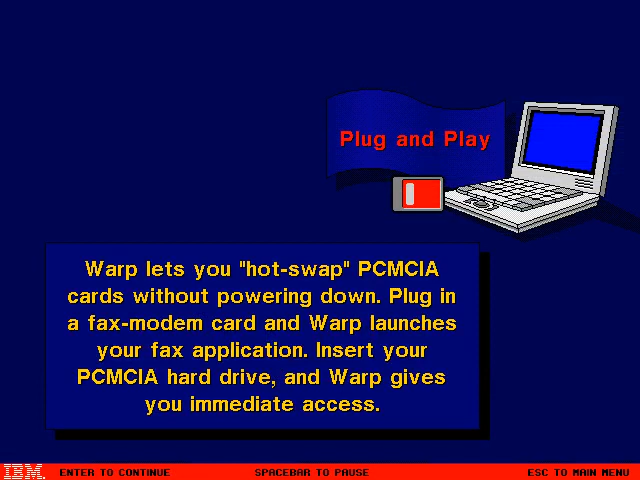 Plug and Play
Warp lets you "hot-swap" PCMCIA
cards without powering down. Plug in
a fax-modem card and Warp launches
your fax application. Insert your
PCMCIA hard drive, and Warp gives
you immediate access.
IBM. ENTER TO CONTINUE SPACEBAR TO PAUSE ESC TO MAIN MENU